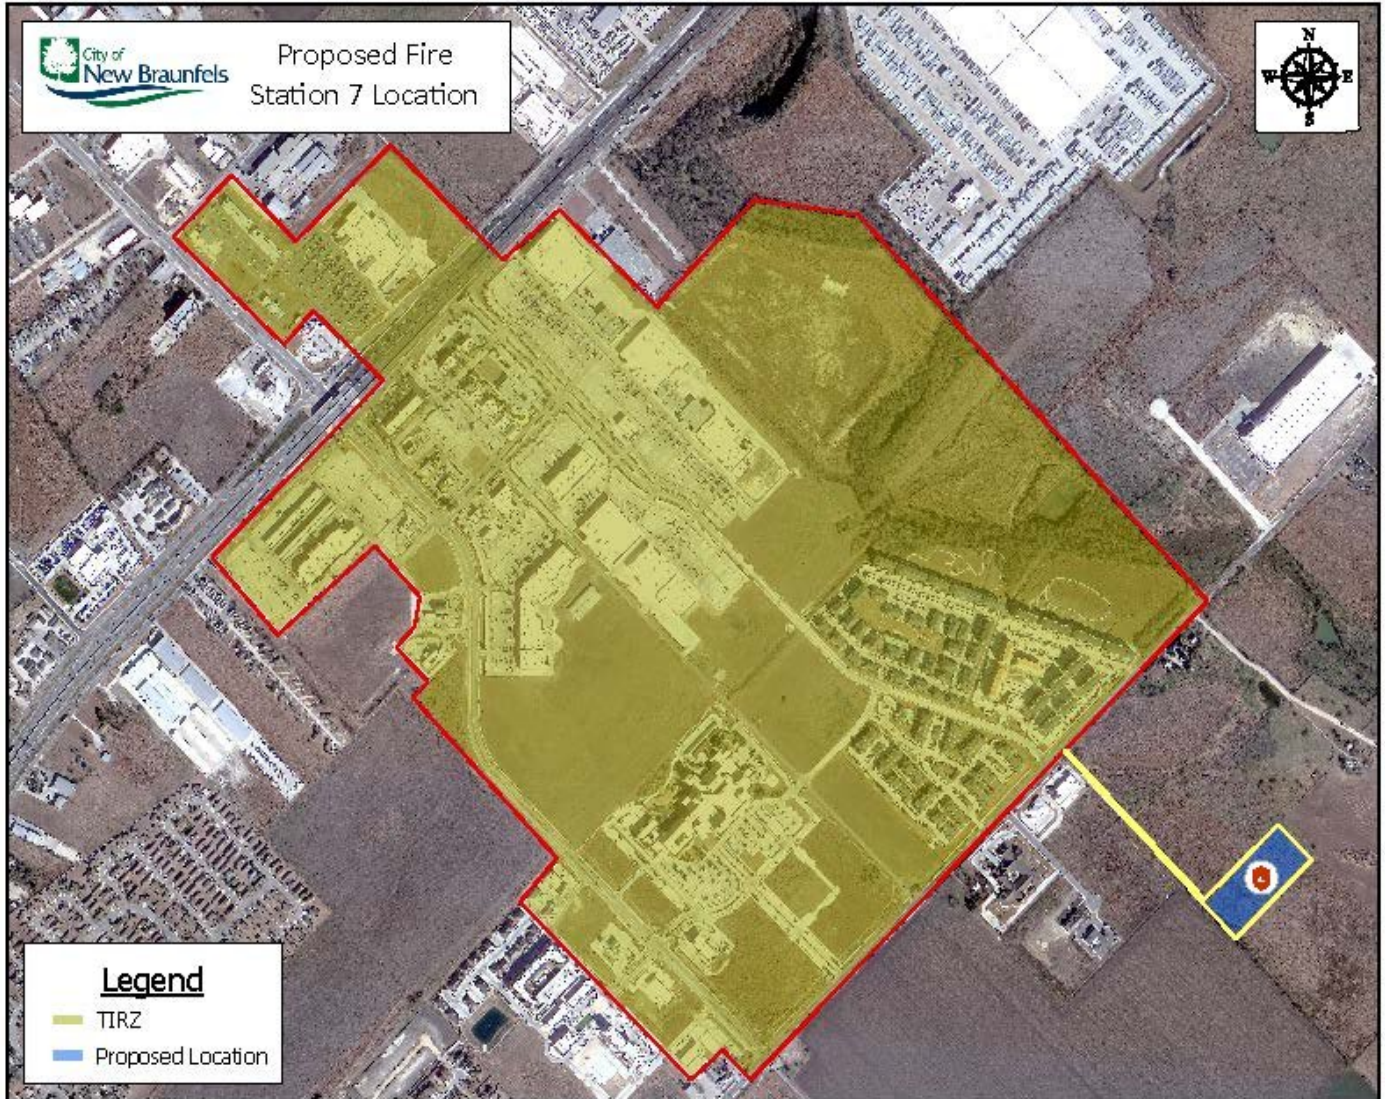 City of
New Braunfels
Proposed Fire
Station 7 Location
N
W E
S
Legend
TIRZ
Proposed Location